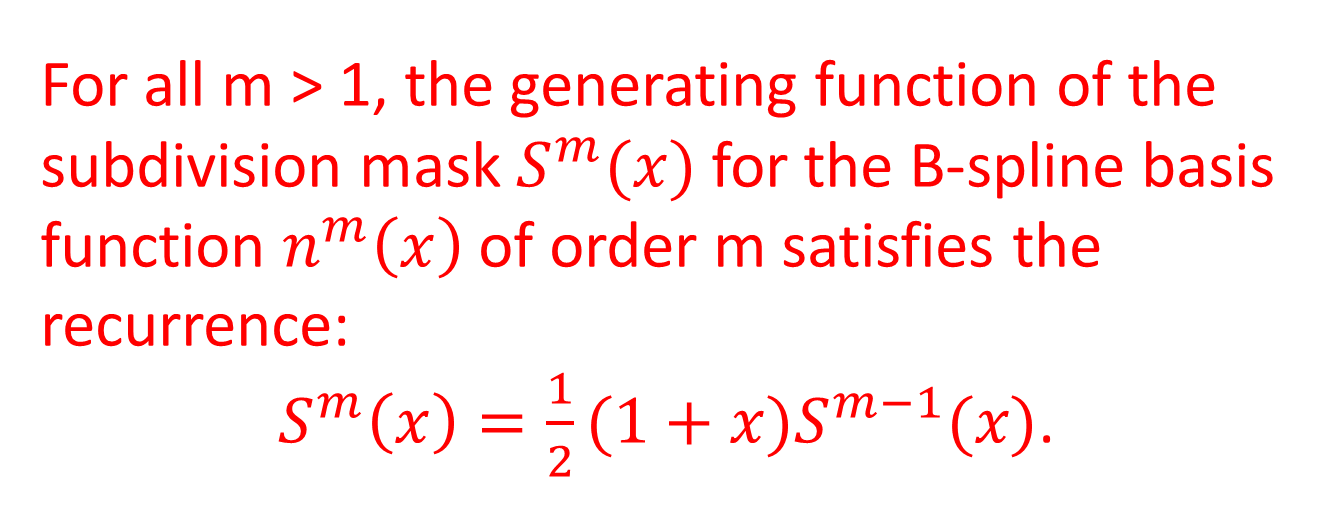 For all m > 1, the generating function of the
subdivision mask $S^m(x)$ for the B-spline basis
function $n^m(x)$ of order m satisfies the
recurrence:
$S^m(x) = \frac{1}{2}(1 + x)S^{m-1}(x).$